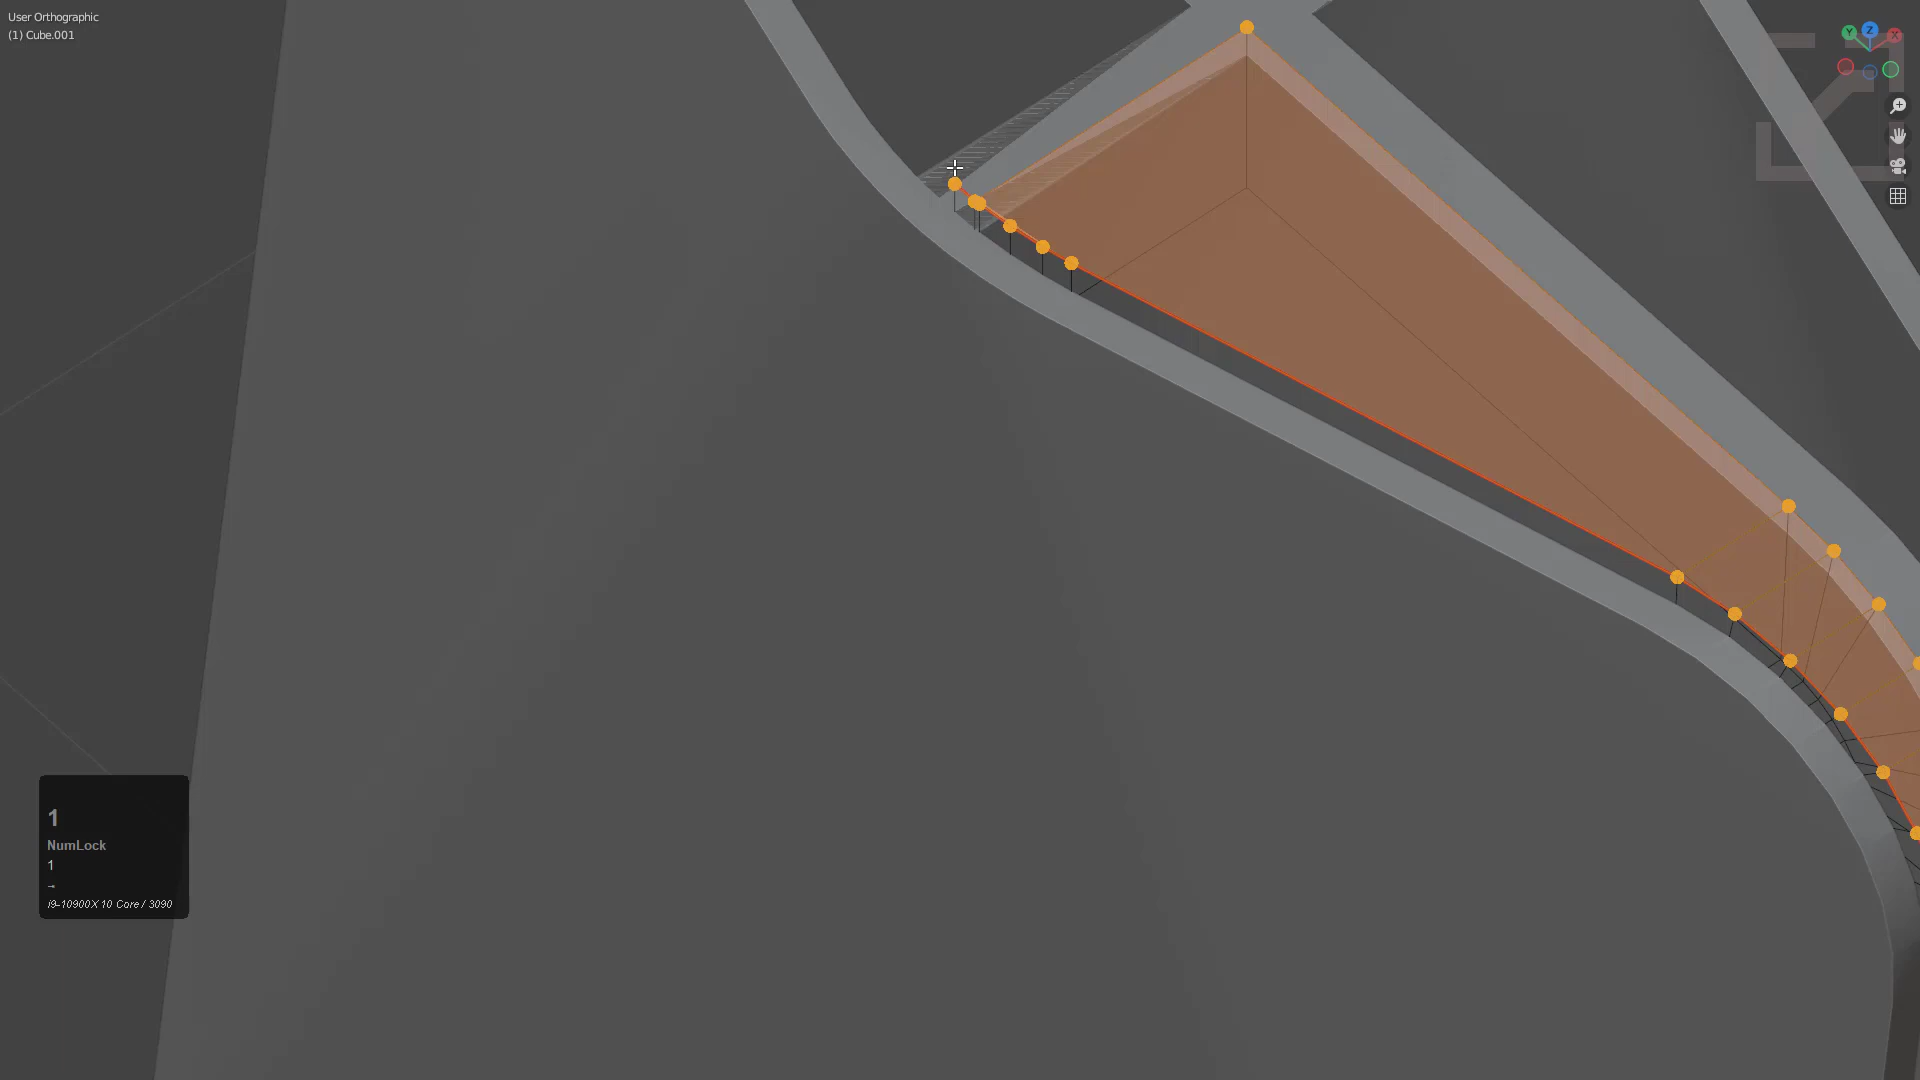 User Orthographic
(1) Cube.001
Y
Z
X
1
NumLock
1
→
i9-10900X 10 Core / 3090